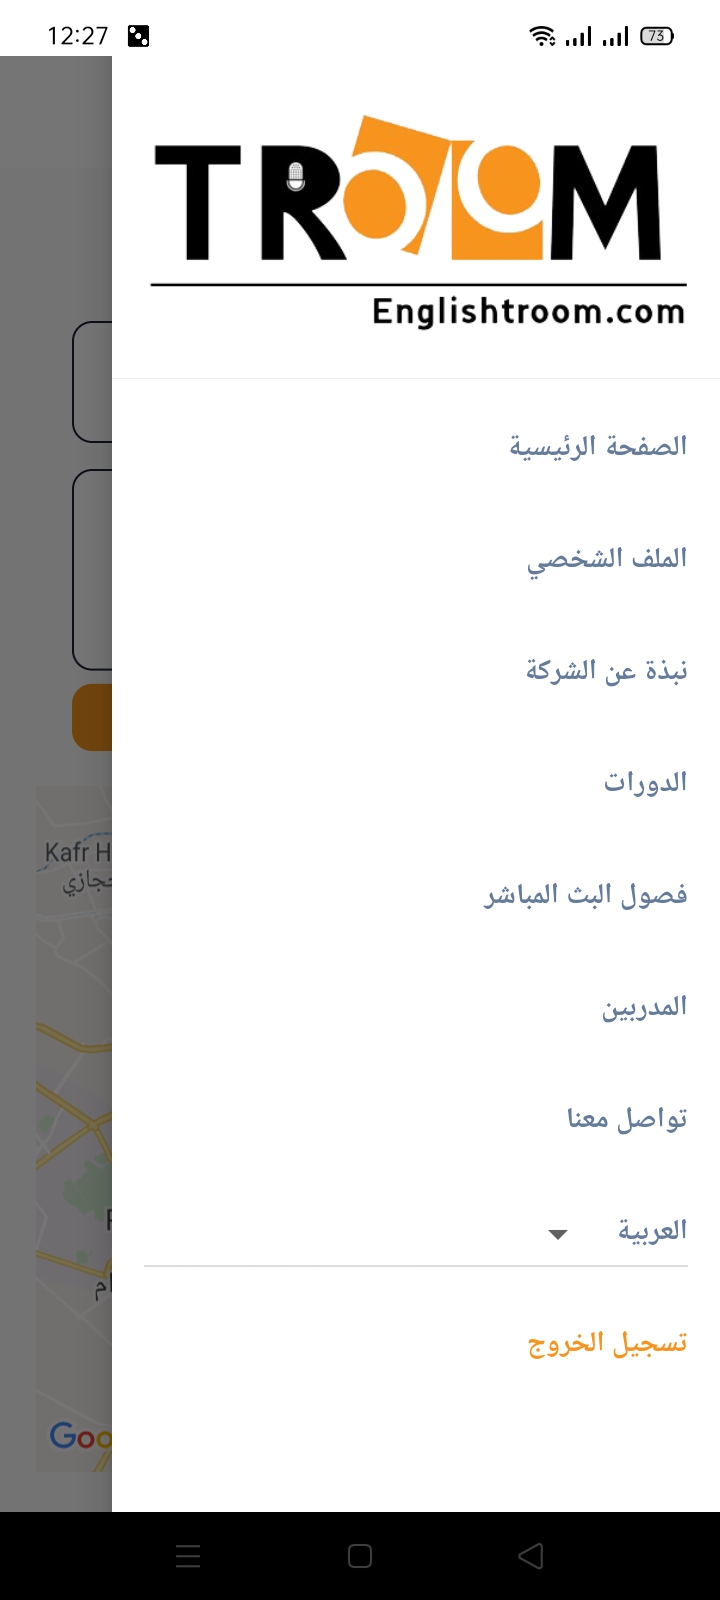 12:27
73
TROOM
Englishtroom.com
الصفحة الرئيسية
الملف الشخصي
نبذة عن الشركة
الدورات
فصول البث المباشر
المدربين
تواصل معنا
العربية
تسجيل الخروج
Kafr H
حجازي
ام
Goo